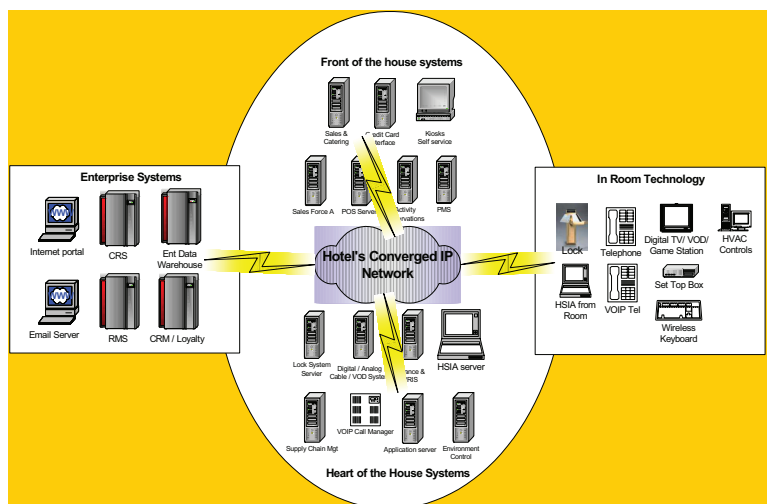 Front of the house systems
Sales &
Catering
Credit Card
Interface
Kiosks
Self service
Sales Force A
POS Server
Activity
PMS
Enterprise Systems
Internet portal
CRS
Ent Data
Warehouse
Email Server
RMS
CRM / Loyalty
Hotel's Converged IP
Network
In Room Technology
Lock
Telephone
Digital TV/ VOD/
Game Station
HVAC
Controls
HSIA from
Room
VOIP Tel
Set Top Box
Wireless
Keyboard
Lock System
Servier
Digital / Analog
Cable / VOD System
HSIA server
Supply Chain Mgt
VOIP Call Manager
Application server
Environment
Control
Heart of the House Systems